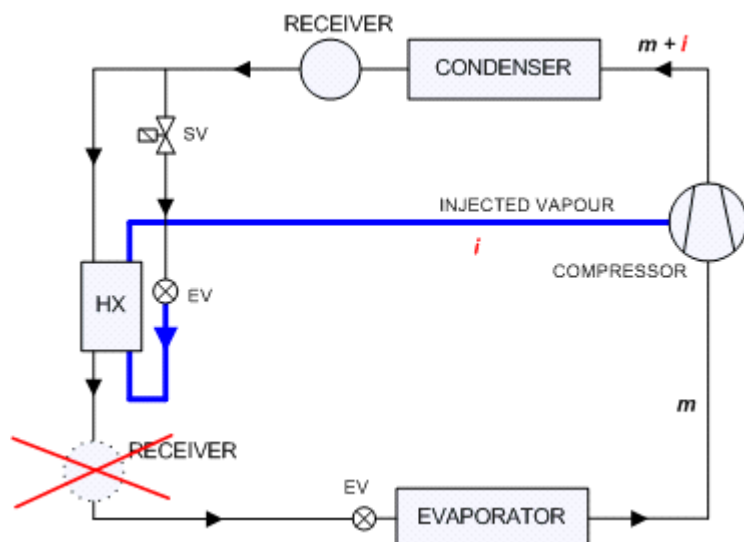 RECEIVER
CONDENSER
m + i
SV
INJECTED VAPOUR
i
COMPRESSOR
HX
EV
m
RECEIVER
EV
EVAPORATOR